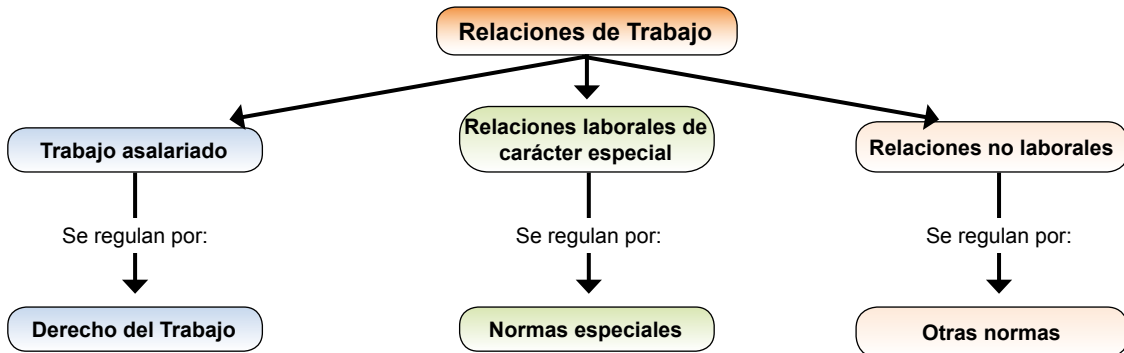 Relaciones de Trabajo
Trabajo asalariado
Relaciones laborales de
carácter especial
Relaciones no laborales
Se regulan por:
Se regulan por:
Se regulan por:
Derecho del Trabajo
Normas especiales
Otras normas